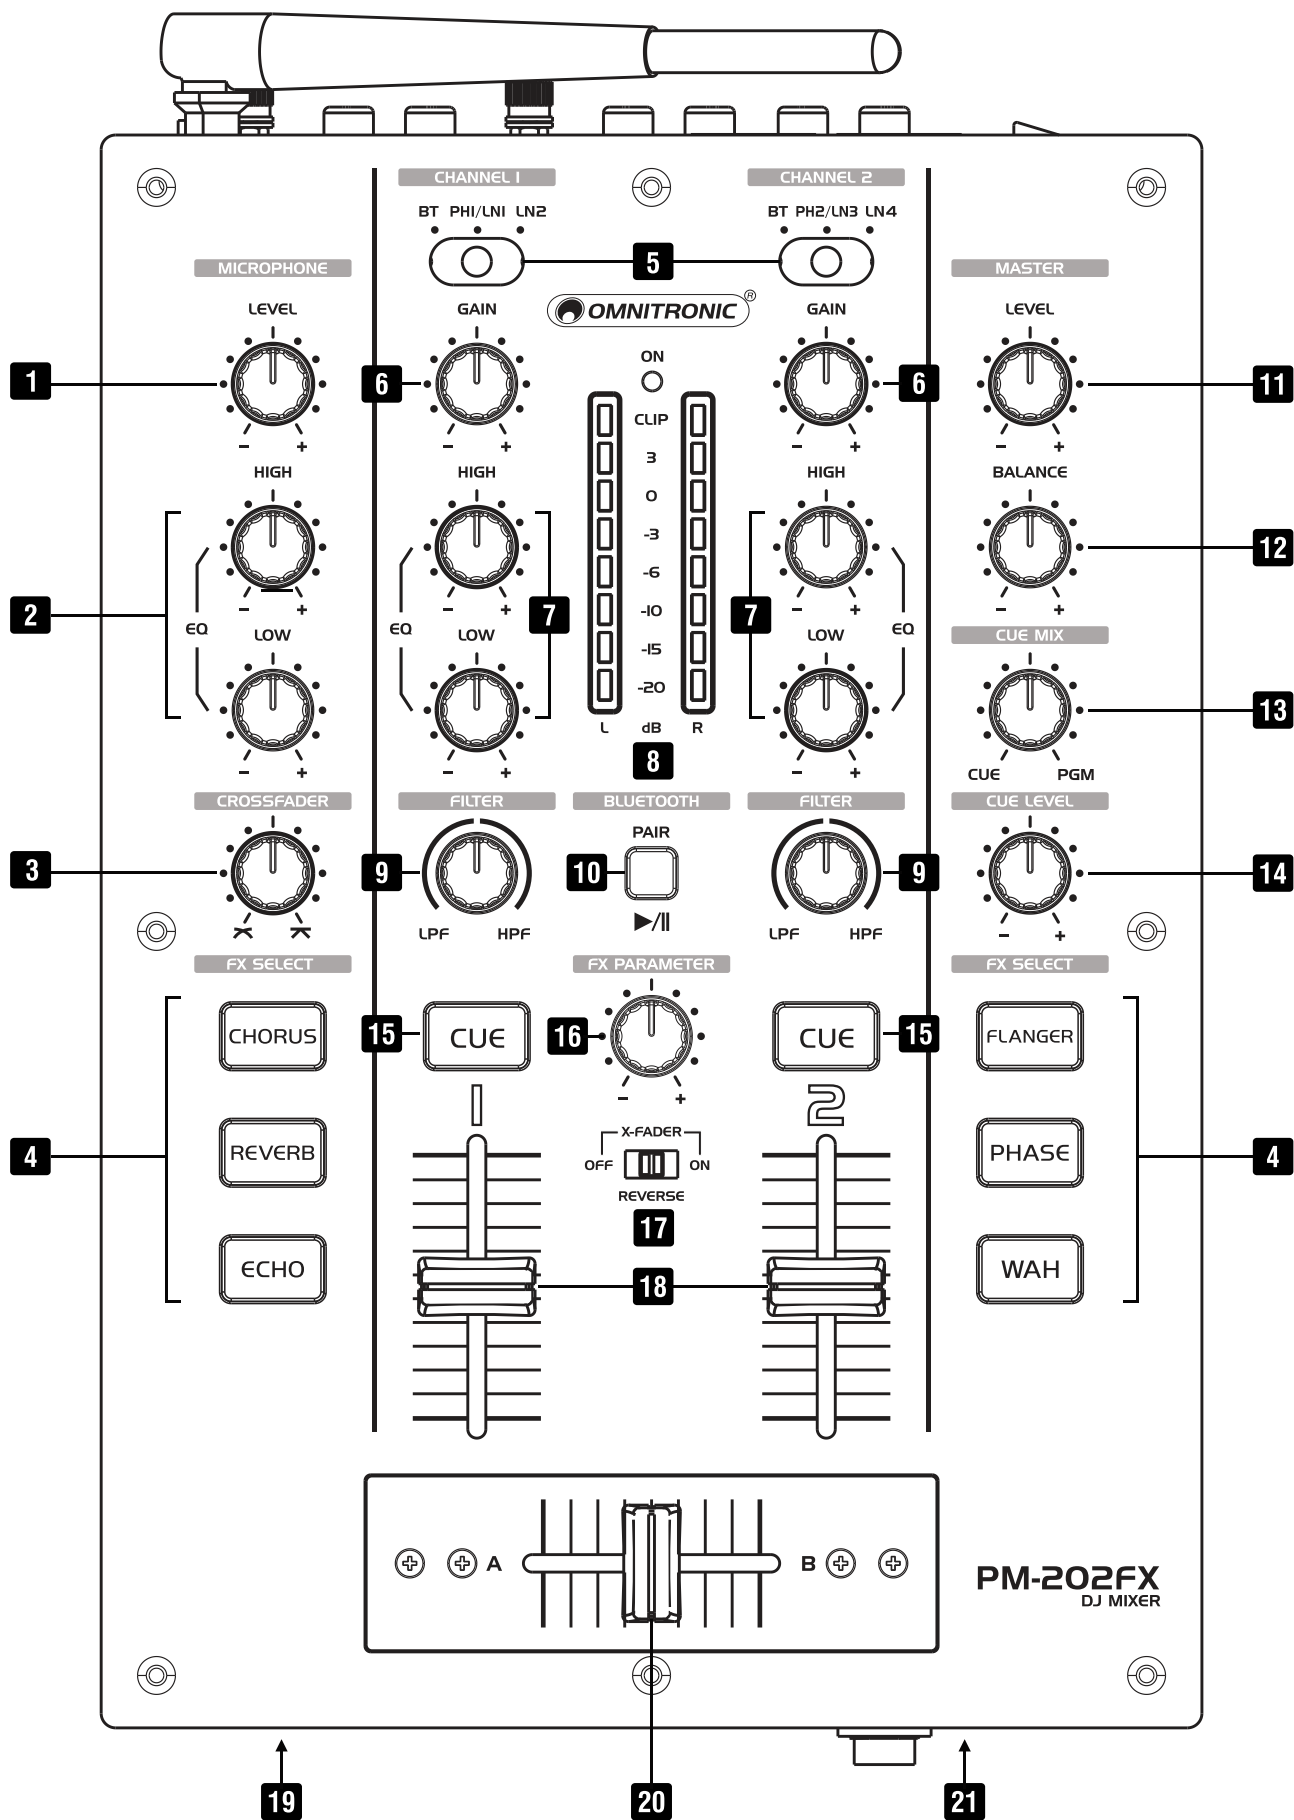 CHANNEL 1
CHANNEL 2
BT PH1/LN1 LN2
BT PH2/LN3 LN4
5
MICROPHONE
MASTER
LEVEL
GAIN
OMNITRONIC®
GAIN
LEVEL
ON
1
6
6
11
CLIP
3
0
-3
-6
-10
-15
-20
L dB R
8
- +
- +
- +
- +
HIGH
HIGH
HIGH
BALANCE
12
- +
- +
- +
- +
2
EQ
EQ
7
7
EQ
LOW
LOW
LOW
CUE MIX
13
- +
- +
- +
CUE PGM
CROSSFADER
FILTER
BLUETOOTH
FILTER
CUE LEVEL
PAIR
3
9
10
9
14
▶/||
LPF HPF
LPF HPF
- +
FX SELECT
FX PARAMETER
FX SELECT
CHORUS
15
CUE
16
CUE
15
FLANGER
- +
1
2
4
REVERB
X-FADER
OFF ON
REVERSE
17
PHASE
4
ECHO
18
WAH
A
B
PM-202FX
DJ MIXER
19
20
21